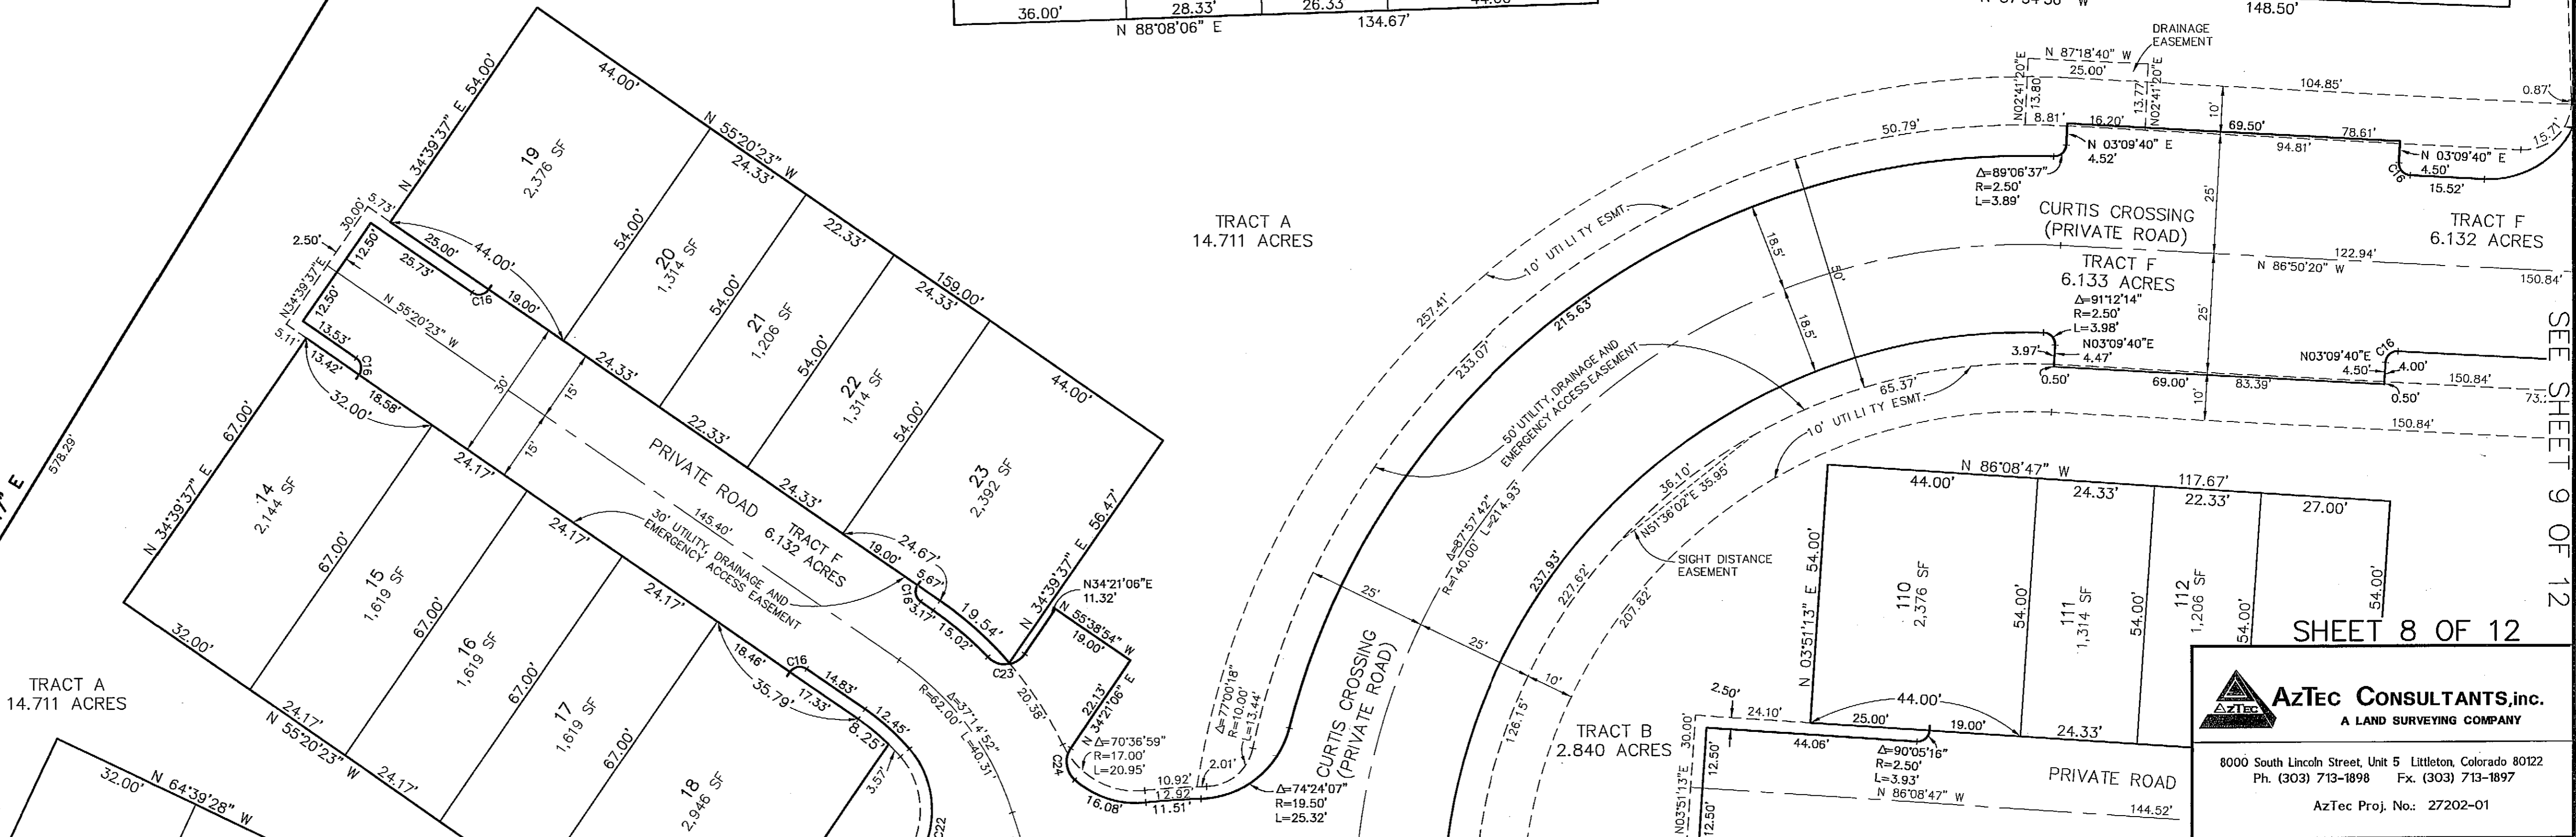 36.00'
28.33'
26.33'
N 88°08'06" E
134.67'
148.50'
DRAINAGE
EASEMENT
N 87°18'40" W
25.00'
N02°41'20"E
13.80'
13.77'
N02°41'20"E
104.85'
0.87'
10'
8.81'
16.20'
69.50'
78.61'
94.81'
15.71'
50.79'
N 03°09'40" E
4.52'
N 03°09'40" E
4.50'
C16
15.52'
Δ=89°06'37"
R=2.50'
L=3.89'
25'
CURTIS CROSSING
(PRIVATE ROAD)
TRACT F
6.132 ACRES
122.94'
N 86°50'20" W
150.84'
TRACT F
6.133 ACRES
Δ=91°12'14"
R=2.50'
L=3.98'
25'
3.97'
N03°09'40"E
4.47'
N03°09'40"E
C16
4.50'
4.00'
0.50'
69.00'
83.39'
150.84'
0.50'
10'
150.84'
SEE SHEET 9 OF 12
TRACT A
14.711 ACRES
10' UTILITY ESMT.
257.41'
215.63'
233.07'
18.5'
18.5'
50'
50' UTILITY, DRAINAGE AND
EMERGENCY ACCESS EASEMENT
65.37'
10' UTILITY ESMT.
36.10'
N51°36'02"E 35.95'
SIGHT DISTANCE
EASEMENT
Δ=87°57'42"
R=140.00' L=214.93'
237.93'
227.62'
207.82'
25'
25'
10'
126.15'
CURTIS CROSSING
(PRIVATE ROAD)
N 34°39'37" E 54.00'
44.00'
N 55°20'23" W
159.00'
24.33'
22.33'
24.33'
44.00'
19
2,376 SF
54.00'
20
1,314 SF
54.00'
21
1,206 SF
54.00'
22
1,314 SF
54.00'
23
2,392 SF
N 34°39'37" E 56.47'
5.73'
30.00'
2.50'
12.50'
12.50'
N34°39'37"E
25.00'
44.00'
25.73'
C16
19.00'
24.33'
22.33'
24.33'
19.00'
24.67'
5.67'
C16
3.17'
15.02'
19.54'
C23
N 55°20'23" W
13.53'
C16
5.11'
13.42'
32.00'
18.58'
30'
15'
15'
PRIVATE ROAD
TRACT F
6.132 ACRES
145.40'
30' UTILITY, DRAINAGE AND
EMERGENCY ACCESS EASEMENT
24.17'
24.17'
24.17'
18.46'
C16
14.83'
35.79'
17.33'
12.45'
8.25'
3.57'
C22
578.29'
N 34°39'37" E
67.00'
14
2,144 SF
67.00'
15
1,619 SF
67.00'
16
1,619 SF
67.00'
17
1,619 SF
67.00'
18
2,946 SF
32.00'
24.17'
N 55°20'23" W
24.17'
TRACT A
14.711 ACRES
32.00'
N 64°39'28" W
Δ=37°14'52"
R=62.00' L=40.31'
N34°21'06"E
11.32'
N 55°38'54" W
19.00'
20.38'
22.13'
N 34°21'06" E
C24
Δ=70°36'59"
R=17.00'
L=20.95'
16.08'
10.92'
12.92'
11.51'
2.01'
Δ=77°00'18"
R=10.00'
L=13.44'
Δ=74°24'07"
R=19.50'
L=25.32'
N 86°08'47" W
117.67'
44.00'
24.33'
22.33'
27.00'
N 03°51'13" E 54.00'
110
2,376 SF
54.00'
111
1,314 SF
54.00'
112
1,206 SF
54.00'
54.00'
TRACT B
2.840 ACRES
2.50'
24.10'
30.00'
12.50'
12.50'
N03°51'13"E
44.00'
25.00'
19.00'
24.33'
44.06'
Δ=90°05'16"
R=2.50'
L=3.93'
PRIVATE ROAD
N 86°08'47" W
144.52'
SHEET 8 OF 12
AzTec
AzTec Consultants, inc.
A LAND SURVEYING COMPANY
8000 South Lincoln Street, Unit 5 Littleton, Colorado 80122
Ph. (303) 713-1898 Fx. (303) 713-1897
AzTec Proj. No.: 27202-01